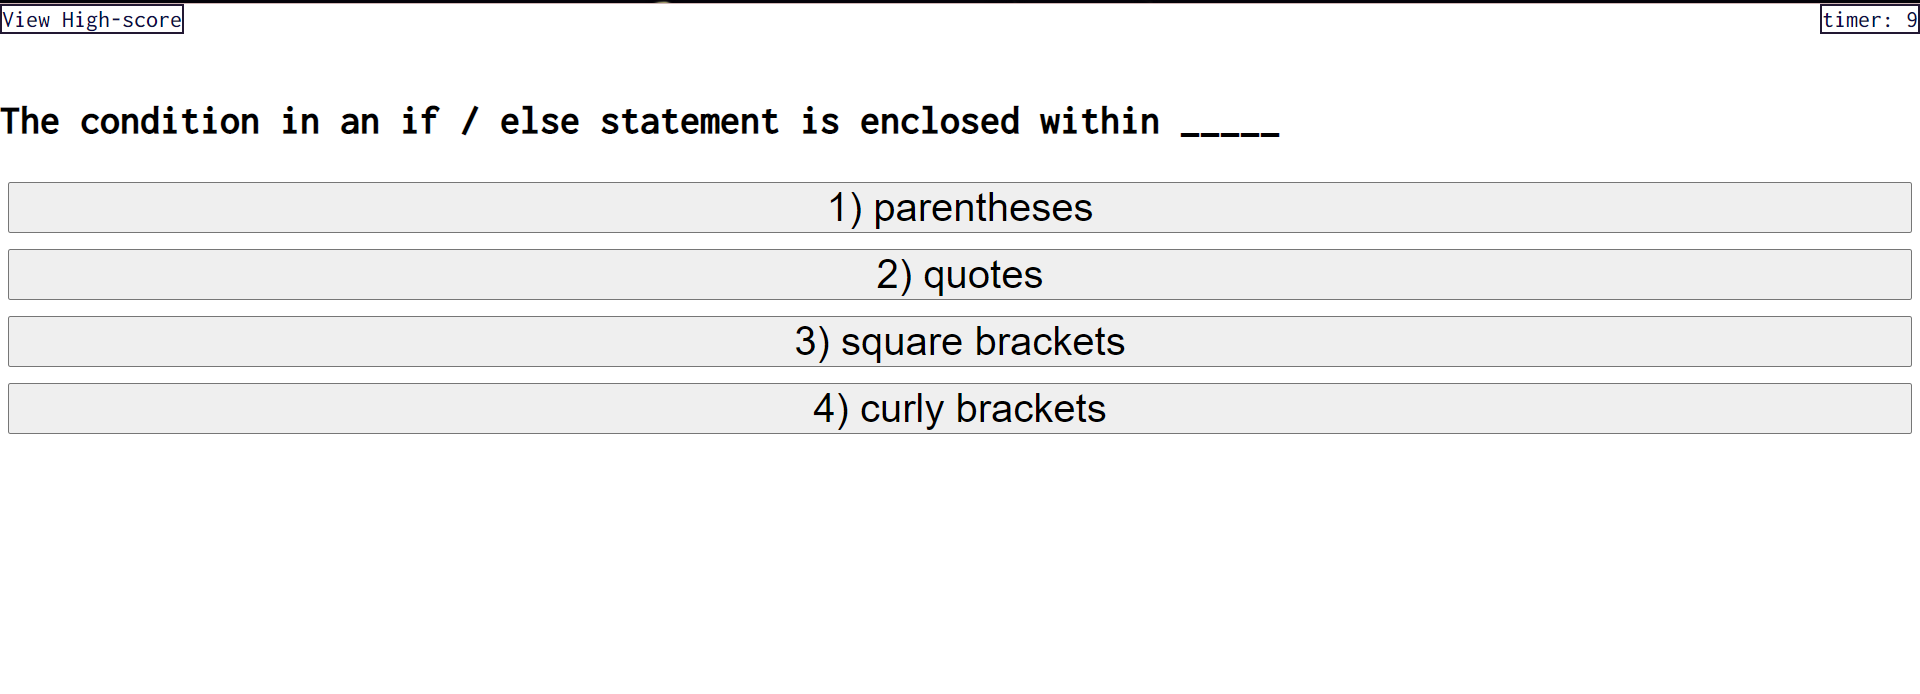 View High-score
timer: 9
The condition in an if / else statement is enclosed within _____
1) parentheses
2) quotes
3) square brackets
4) curly brackets